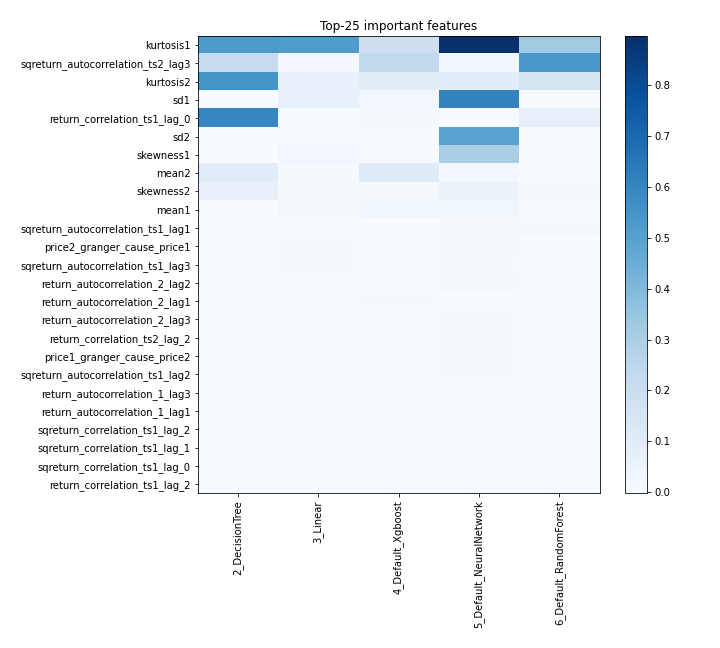 Top-25 important features
kurtosis1
sqreturn_autocorrelation_ts2_lag3
kurtosis2
sd1
return_correlation_ts1_lag_0
sd2
skewness1
mean2
skewness2
mean1
sqreturn_autocorrelation_ts1_lag1
price2_granger_cause_price1
sqreturn_autocorrelation_ts1_lag3
return_autocorrelation_2_lag2
return_autocorrelation_2_lag1
return_autocorrelation_2_lag3
return_correlation_ts2_lag_2
price1_granger_cause_price2
sqreturn_autocorrelation_ts1_lag2
return_autocorrelation_1_lag3
return_autocorrelation_1_lag1
sqreturn_correlation_ts1_lag_2
sqreturn_correlation_ts1_lag_1
sqreturn_correlation_ts1_lag_0
return_correlation_ts1_lag_2
2_DecisionTree
3_Linear
4_Default_Xgboost
5_Default_NeuralNetwork
6_Default_RandomForest
0.8
0.7
0.6
0.5
0.4
0.3
0.2
0.1
0.0